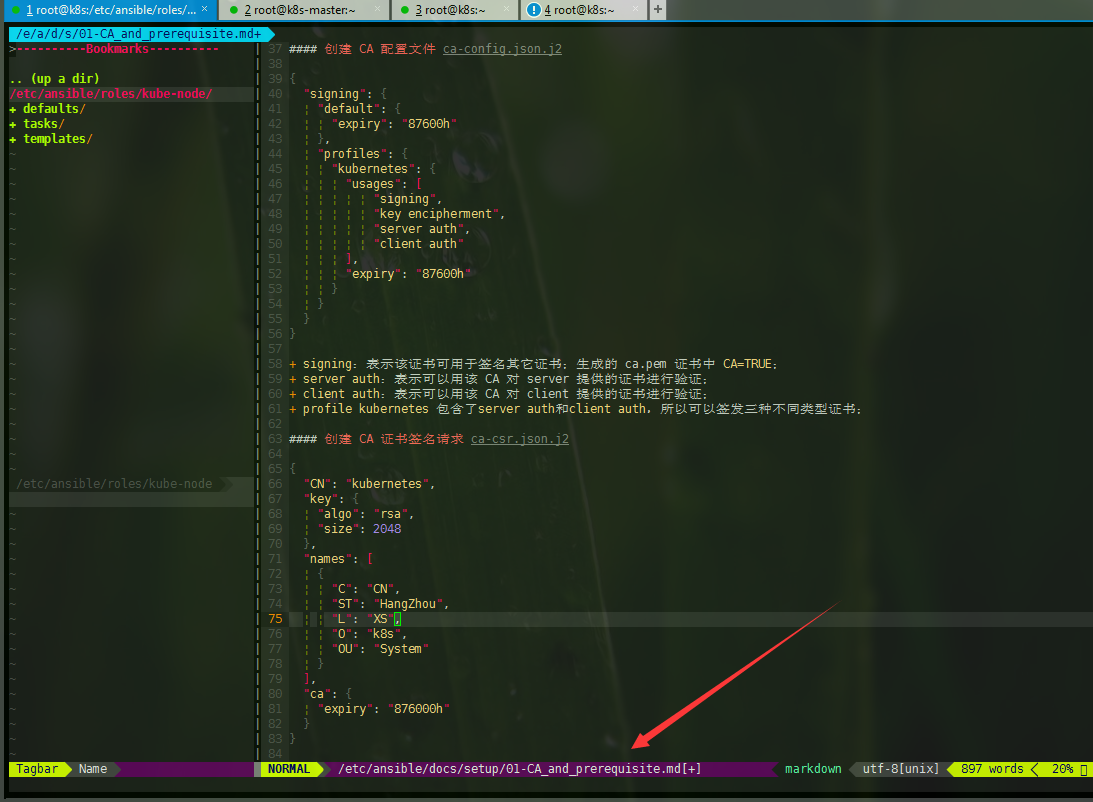 1 root@k8s:/etc/ansible/roles/... × 2 root@k8s-master:~ × 3 root@k8s:~ × 4 root@k8s:~ × +
/e/a/d/s/01-CA_and_prerequisite.md+
>----------Bookmarks----------
.. (up a dir)
/etc/ansible/roles/kube-node/
+ defaults/
+ tasks/
+ templates/
/etc/ansible/roles/kube-node
37 #### 创建 CA 配置文件 ca-config.json.j2
38
39 {
40 "signing": {
41 "default": {
42 "expiry": "87600h"
43 },
44 "profiles": {
45 "kubernetes": {
46 "usages": [
47 "signing",
48 "key encipherment",
49 "server auth",
50 "client auth"
51 ],
52 "expiry": "87600h"
53 }
54 }
55 }
56 }
57
58 + signing：表示该证书可用于签名其它证书；生成的 ca.pem 证书中 CA=TRUE；
59 + server auth：表示可以用该 CA 对 server 提供的证书进行验证；
60 + client auth：表示可以用该 CA 对 client 提供的证书进行验证；
61 + profile kubernetes 包含了server auth和client auth，所以可以签发三种不同类型证书；
62
63 #### 创建 CA 证书签名请求 ca-csr.json.j2
64
65 {
66 "CN": "kubernetes",
67 "key": {
68 "algo": "rsa",
69 "size": 2048
70 },
71 "names": [
72 {
73 "C": "CN",
74 "ST": "HangZhou",
75 "L": "XS",
76 "O": "k8s",
77 "OU": "System"
78 }
79 ],
80 "ca": {
81 "expiry": "876000h"
82 }
83 }
84
Tagbar Name NORMAL /etc/ansible/docs/setup/01-CA_and_prerequisite.md[+] markdown utf-8[unix] 897 words 20%